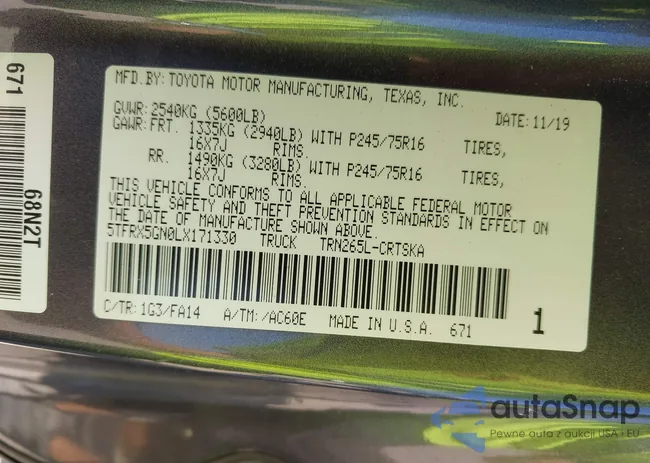 671
68N2T
MFD.BY: TOYOTA MOTOR MANUFACTURING, TEXAS, INC.
GVWR: 2540KG (5600LB) DATE: 11/19
GAWR: FRT. 1335KG (2940LB) WITH P245/75R16 TIRES,
16X7J RIMS.
RR. 1490KG (3280LB) WITH P245/75R16 TIRES,
16X7J RIMS.
THIS VEHICLE CONFORMS TO ALL APPLICABLE FEDERAL MOTOR
VEHICLE SAFETY AND THEFT PREVENTION STANDARDS IN EFFECT ON
THE DATE OF MANUFACTURE SHOWN ABOVE.
5TFRX5GN0LX171330 TRUCK TRN265L-CRTSKA
C/TR: 1G3/FA14 A/TM: /AC60E MADE IN U.S.A. 671 1
autaSnap
Pewne auta z aukcji USA i EU